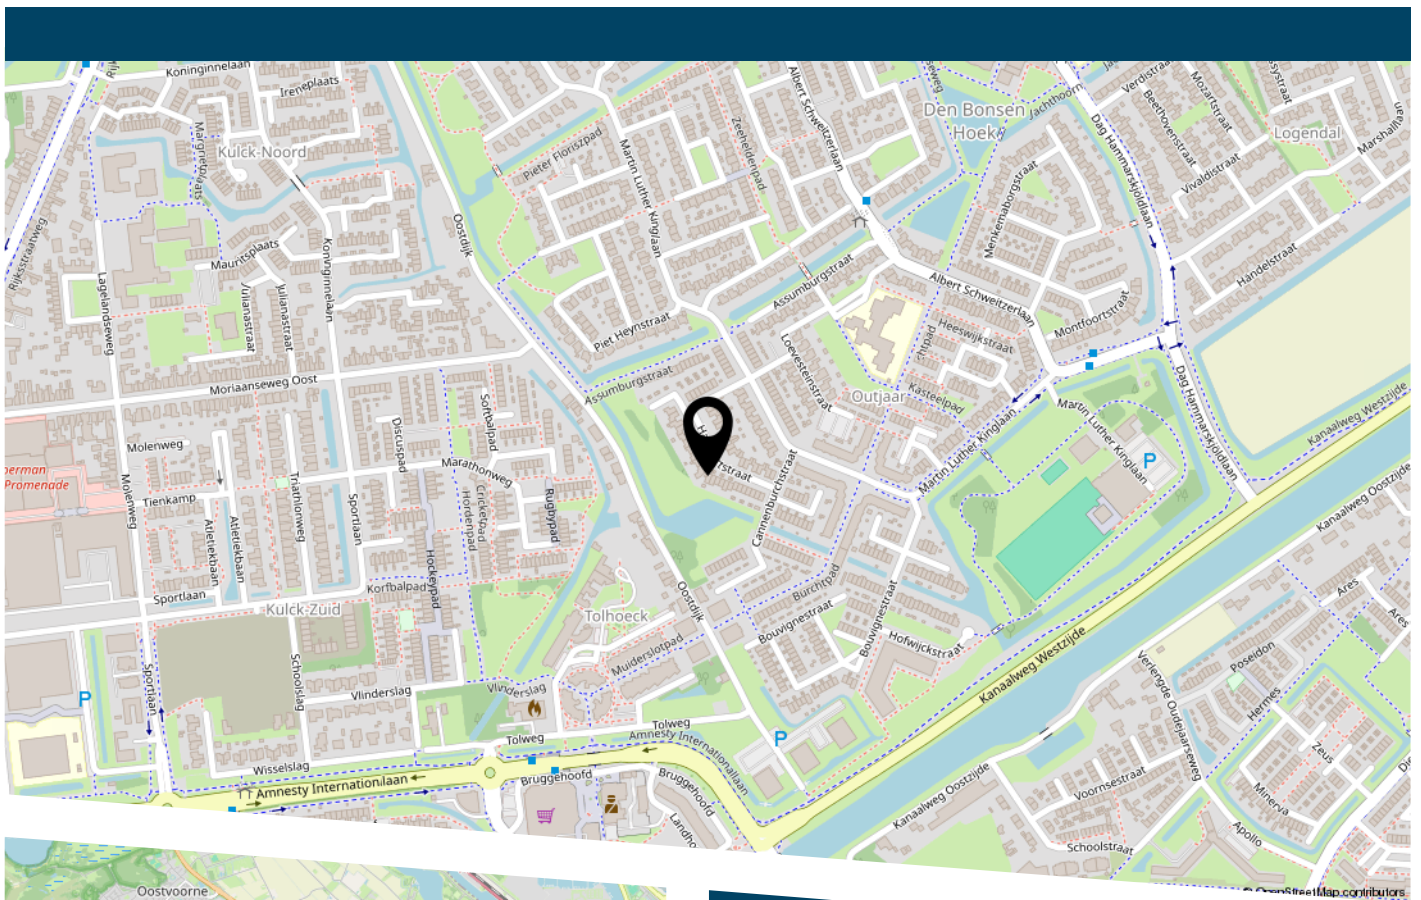 Koninginnelaan
Ireneplaats
Margrietplaats
Kulck-Noord
Rijksstraatweg
Lagelandseweg
Mauritsplaats
Julianastraat
Julianastraat
Koninginnelaan
Oostdijk
Pieter Floriszpad
Martin Luther Kinglaan
Zeeheldenpad
Albert Schweitzerlaan
Den Bonsen
Hoek
Jachthoorn
Dag Hammarskjöldlaan
Verdistraat
Beethovenstraat
Mozartstraat
Vivaldistraat
Logendal
Händelstraat
Menkemaborgstraat
Assumburgstraat
Albert Schweitzerlaan
Montfoortstraat
Piet Heynstraat
Loevesteinstraat
Heeswijkstraat
Kasteelpad
Outjaar
Assumburgstraat
Moriaanseweg Oost
Molenweg
Molenweg
Tienkamp
Promenade
Discuspad
Softbalpad
Marathonweg
Cricketpad
Hordenpad
Rugbypad
Triathlonweg
Sportlaan
Atletiekbaan
Atletiekbaan
Hockeypad
Korfbalpad
Sportlaan
Kulck-Zuid
Schoolslag
Sportlaan
Vlinderslag
Vlinderslag
Wisselslag
Tolhoeck
Muiderslotpad
Oostdijk
Tolweg
Tolweg
Amnesty Internationallaan
Amnesty Internationallaan
Bruggehoofd
Bruggehoofd
Cannenburchstraat
Burchtpad
Bouvignestraat
Bouvignestraat
Hofwijckstraat
Martin Luther Kinglaan
Martin Luther Kinglaan
Dag Hammarskjöldlaan
P
P
P
Kanaalweg Westzijde
Kanaalweg Westzijde
Kanaalweg Oostzijde
Kanaalweg Oostzijde
Ares
Ares
Poseidon
Hermes
Zeus
Minerva
Apollo
Verlengde Oudejaarseweg
Voornsestraat
Schoolstraat
Oostvoorne
© OpenStreetMap contributors